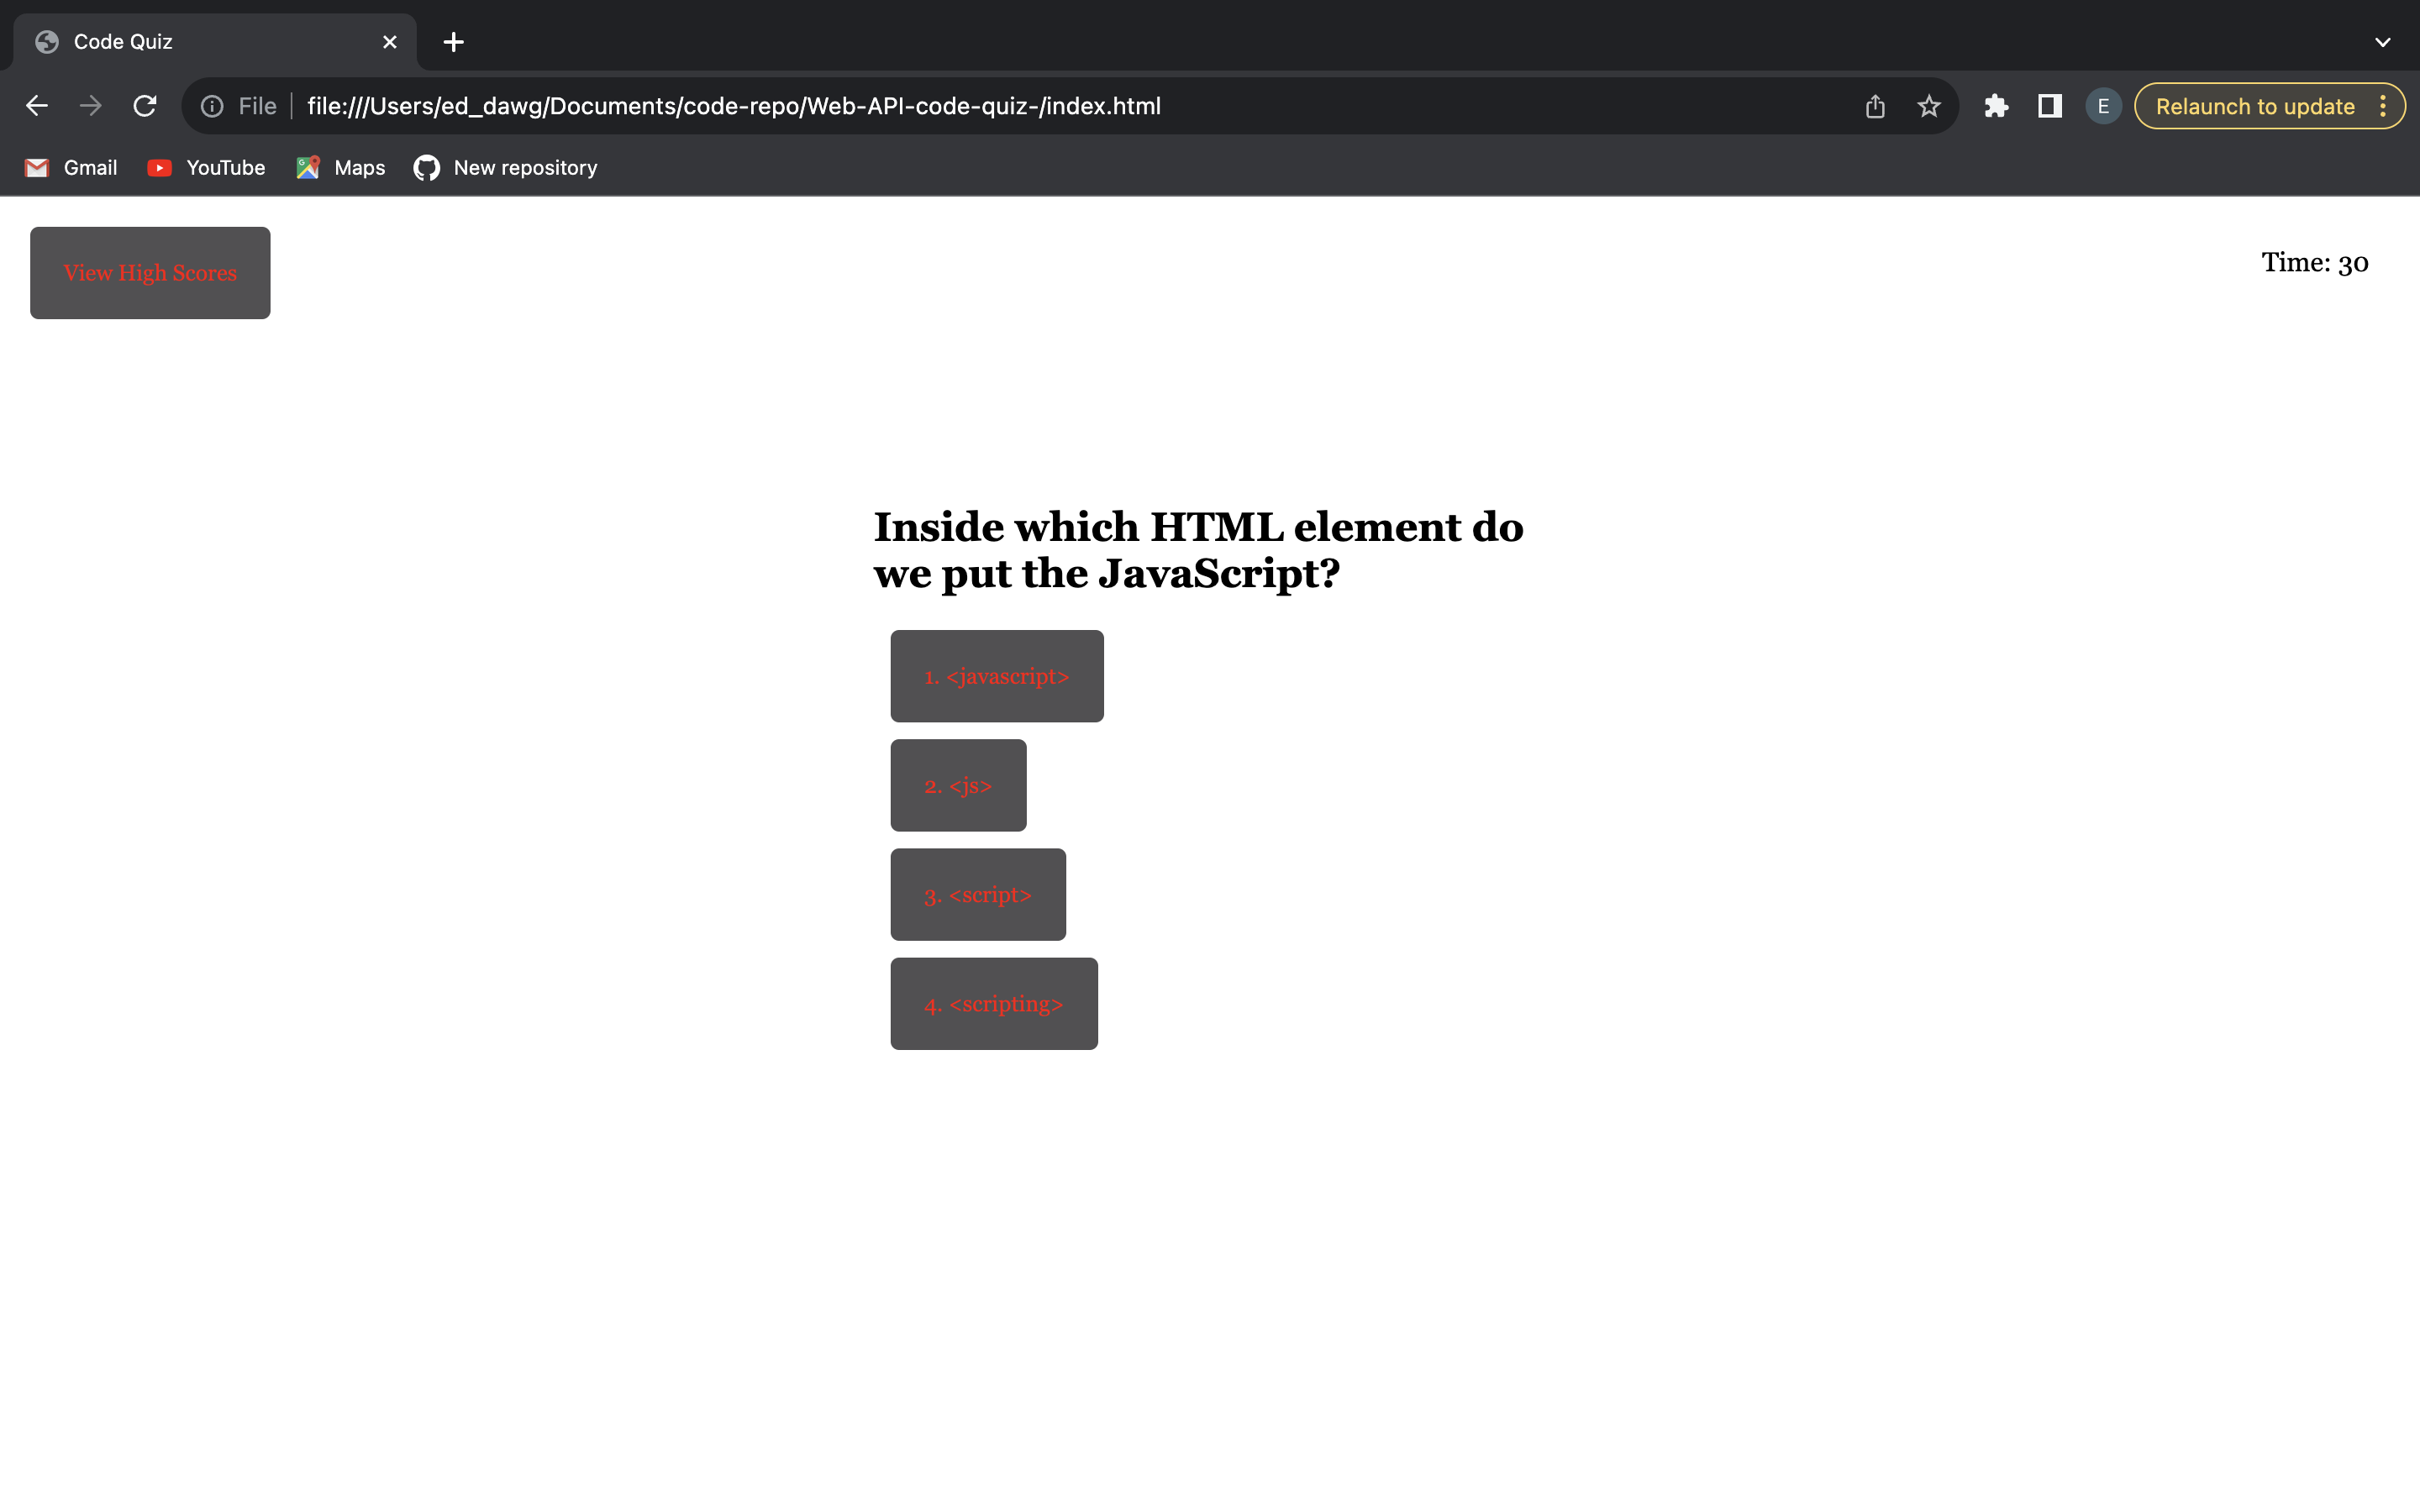 Code Quiz
File file:///Users/ed_dawg/Documents/code-repo/Web-API-code-quiz-/index.html E Relaunch to update
Gmail YouTube Maps New repository
View High Scores Time: 30
Inside which HTML element do
we put the JavaScript?
1. <javascript>
2. <js>
3. <script>
4. <scripting>